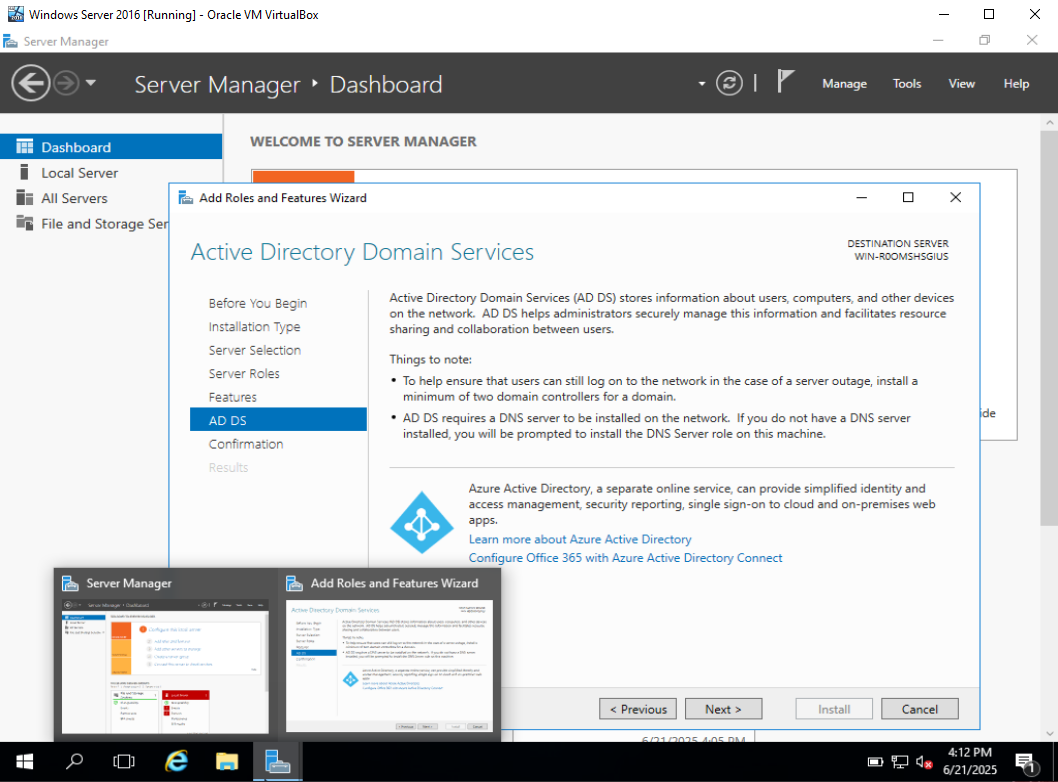 Windows Server 2016 [Running] - Oracle VM VirtualBox
Server Manager
Server Manager ‣ Dashboard
Manage
Tools
View
Help
Dashboard
Local Server
All Servers
File and Storage Ser
WELCOME TO SERVER MANAGER
Add Roles and Features Wizard
Active Directory Domain Services
DESTINATION SERVER
WIN-R0OMSHSGIUS
Before You Begin
Installation Type
Server Selection
Server Roles
Features
AD DS
Confirmation
Results
Active Directory Domain Services (AD DS) stores information about users, computers, and other devices
on the network. AD DS helps administrators securely manage this information and facilitates resource
sharing and collaboration between users.
Things to note:
• To help ensure that users can still log on to the network in the case of a server outage, install a
minimum of two domain controllers for a domain.
• AD DS requires a DNS server to be installed on the network. If you do not have a DNS server
installed, you will be prompted to install the DNS Server role on this machine.
ide
Azure Active Directory, a separate online service, can provide simplified identity and
access management, security reporting, single sign-on to cloud and on-premises web
apps.
Learn more about Azure Active Directory
Configure Office 365 with Azure Active Directory Connect
Server Manager
Add Roles and Features Wizard
< Previous
Next >
Install
Cancel
6/21/2025 4:05 PM
4:12 PM
6/21/2025
1